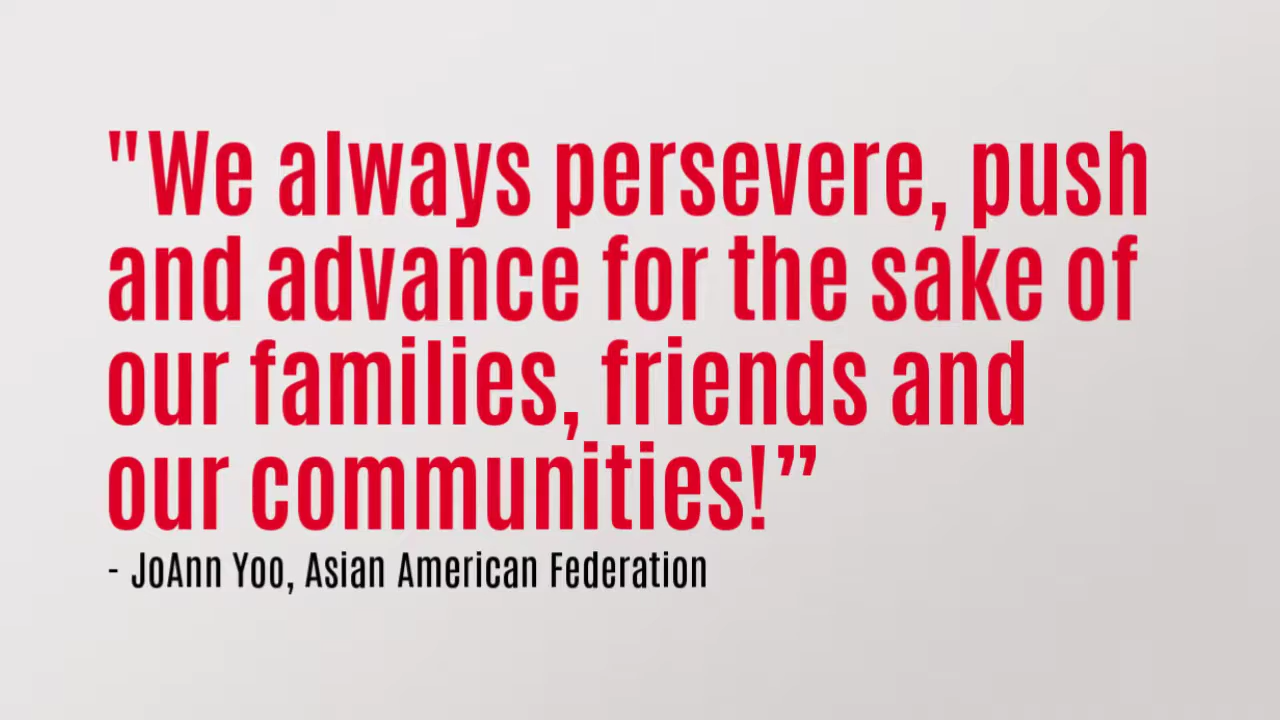 "We always persevere, push
and advance for the sake of
our families, friends and
our communities!”
- JoAnn Yoo, Asian American Federation